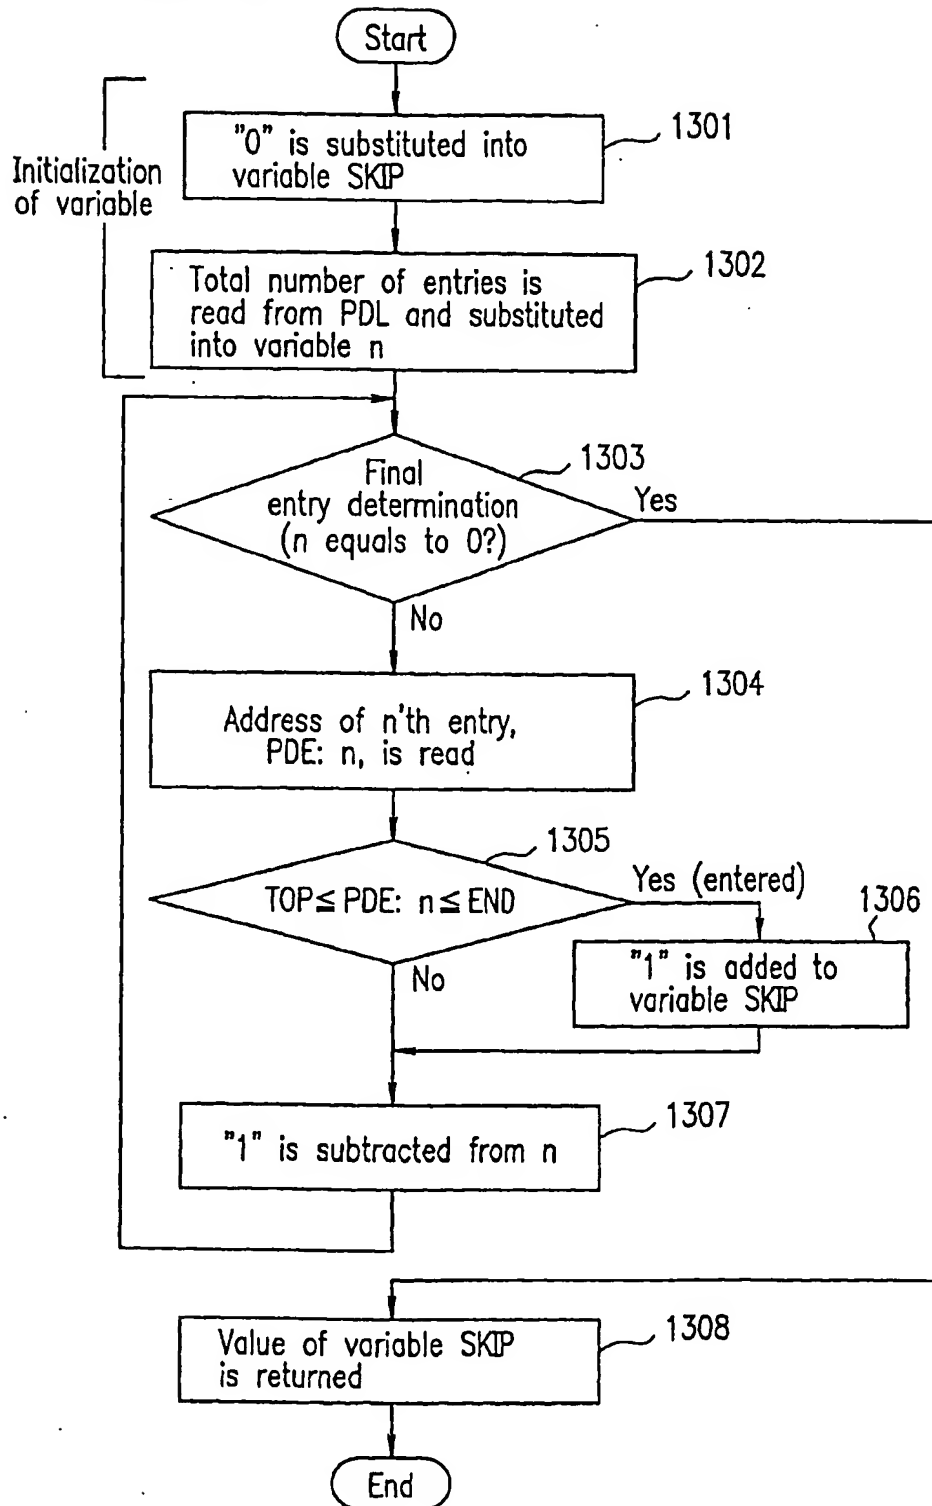 Start
Initialization
of variable
"0" is substituted into
variable SKIP
1301
Total number of entries is
read from PDL and substituted
into variable n
1302
Final
entry determination
(n equals to 0?)
1303
Yes
No
Address of n'th entry,
PDE: n, is read
1304
TOP≦ PDE: n≦ END
1305
Yes (entered)
No
"1" is added to
variable SKIP
1306
"1" is subtracted from n
1307
Value of variable SKIP
is returned
1308
End